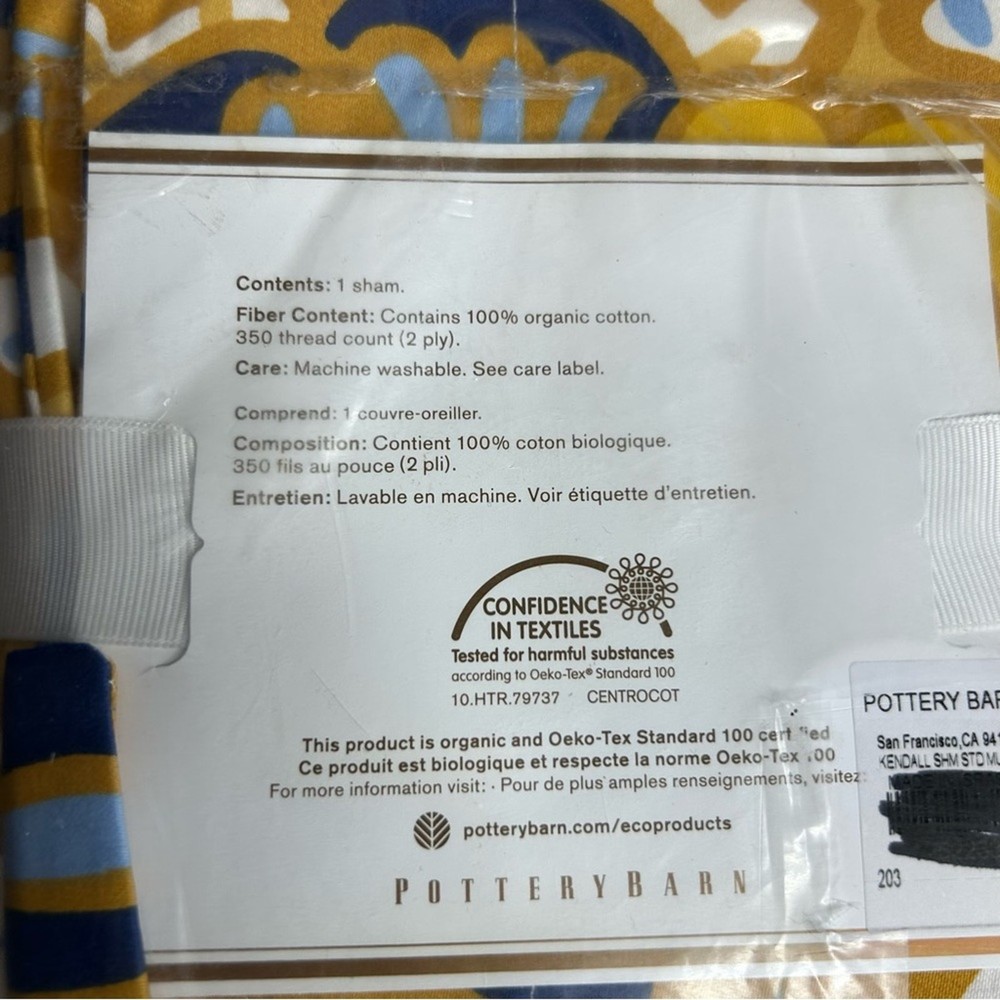 Contents: 1 sham.
Fiber Content: Contains 100% organic cotton.
350 thread count (2 ply).
Care: Machine washable. See care label.
Comprend: 1 couvre-oreiller.
Composition: Contient 100% coton biologique.
350 fils au pouce (2 pli).
Entretien: Lavable en machine. Voir étiquette d'entretien.
CONFIDENCE
IN TEXTILES
Tested for harmful substances
according to Oeko-Tex® Standard 100
10.HTR.79737 CENTROCOT
This product is organic and Oeko-Tex Standard 100
Ce produit est biologique et respecte la norme Oeko-Tex
For more information visit: · Pour de plus amples renseignements, visitez:
potterybarn.com/ecoproducts
POTTERY BARN
POTTERY BAR
San Francisco,CA 941
KENDALL SHM STD MU
203